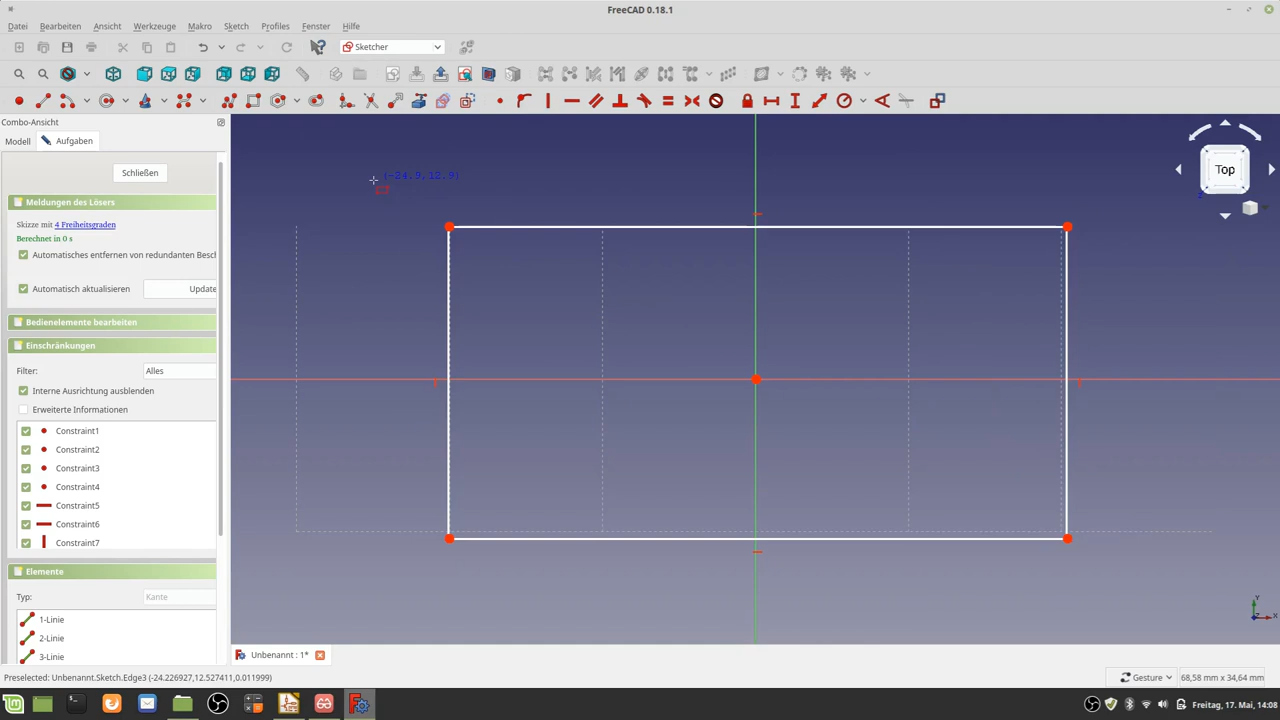 FreeCAD 0.18.1
Datei Bearbeiten Ansicht Werkzeuge Makro Sketch Profiles Fenster Hilfe
Sketcher
Combo-Ansicht
Modell Aufgaben
Schließen
Meldungen des Lösers
Skizze mit 4 Freiheitsgraden
Berechnet in 0 s
Automatisches entfernen von redundanten Besch
Automatisch aktualisieren Update
Bedienelemente bearbeiten
Einschränkungen
Filter: Alles
Interne Ausrichtung ausblenden
Erweiterte Informationen
Constraint1
Constraint2
Constraint3
Constraint4
Constraint5
Constraint6
Constraint7
Elemente
Typ: Kante
1-Linie
2-Linie
3-Linie
(-24.9,12.9)
Top
Y
Z
X
Unbenannt : 1*
Preselected: Unbenannt.Sketch.Edge3 (-24.226927,12.527411,0.011999)
Gesture 68,58 mm x 34,64 mm
Freitag, 17. Mai, 14:08